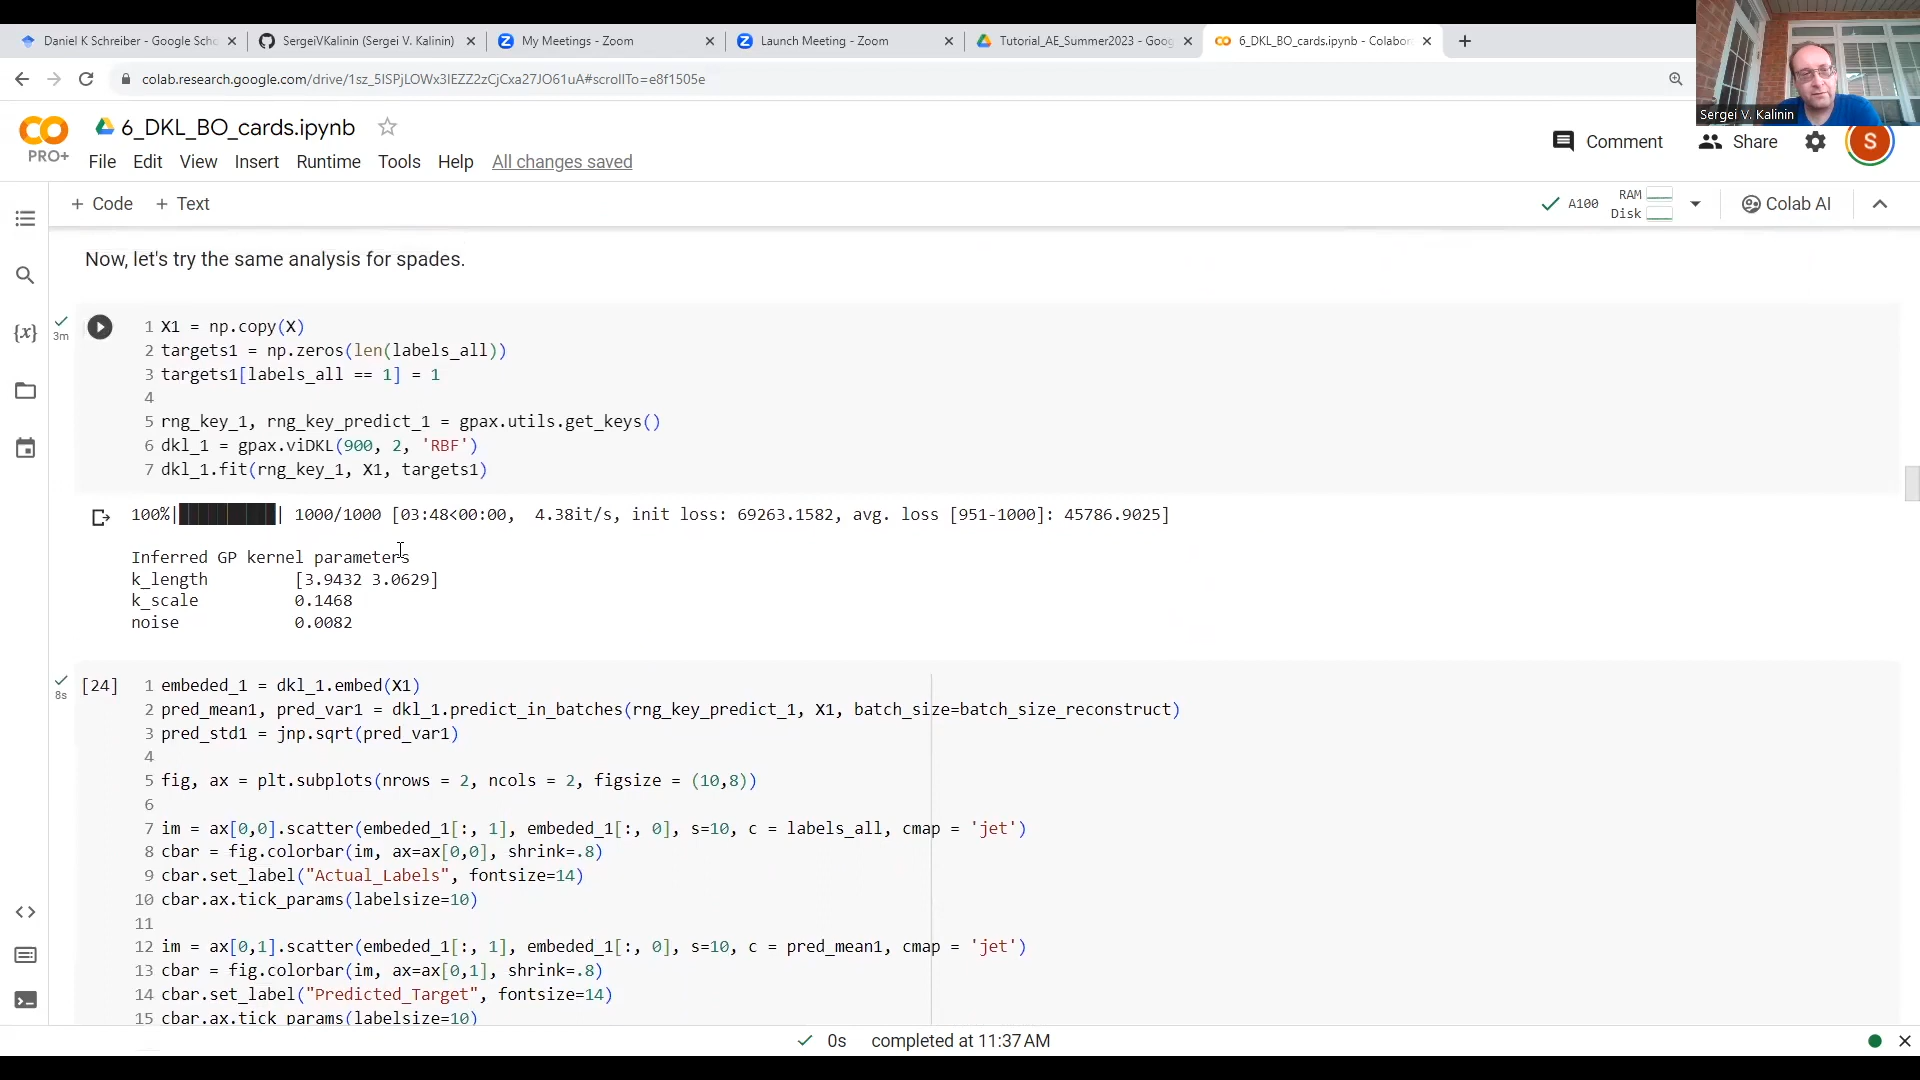 Daniel K Schreiber - Google Scho
SergeiVKalinin (Sergei V. Kalinin)
My Meetings - Zoom
Launch Meeting - Zoom
Tutorial_AE_Summer2023 - Goog
6_DKL_BO_cards.ipynb - Colabor
colab.research.google.com/drive/1sz_5ISPjLOWx3IEZZ2zCjCxa27JO61uA#scrollTo=e8f1505e
Sergei V. Kalinin
6_DKL_BO_cards.ipynb
PRO+
File Edit View Insert Runtime Tools Help All changes saved
Comment Share S
+ Code + Text
A100 RAM Disk Colab AI
Now, let's try the same analysis for spades.
3m
1 X1 = np.copy(X)
2 targets1 = np.zeros(len(labels_all))
3 targets1[labels_all == 1] = 1
4
5 rng_key_1, rng_key_predict_1 = gpax.utils.get_keys()
6 dkl_1 = gpax.viDKL(900, 2, 'RBF')
7 dkl_1.fit(rng_key_1, X1, targets1)
100%|██████████| 1000/1000 [03:48<00:00, 4.38it/s, init loss: 69263.1582, avg. loss [951-1000]: 45786.9025]
Inferred GP kernel parameters
k_length [3.9432 3.0629]
k_scale 0.1468
noise 0.0082
8s
[24] 1 embeded_1 = dkl_1.embed(X1)
2 pred_mean1, pred_var1 = dkl_1.predict_in_batches(rng_key_predict_1, X1, batch_size=batch_size_reconstruct)
3 pred_std1 = jnp.sqrt(pred_var1)
4
5 fig, ax = plt.subplots(nrows = 2, ncols = 2, figsize = (10,8))
6
7 im = ax[0,0].scatter(embeded_1[:, 1], embeded_1[:, 0], s=10, c = labels_all, cmap = 'jet')
8 cbar = fig.colorbar(im, ax=ax[0,0], shrink=.8)
9 cbar.set_label("Actual_Labels", fontsize=14)
10 cbar.ax.tick_params(labelsize=10)
11
12 im = ax[0,1].scatter(embeded_1[:, 1], embeded_1[:, 0], s=10, c = pred_mean1, cmap = 'jet')
13 cbar = fig.colorbar(im, ax=ax[0,1], shrink=.8)
14 cbar.set_label("Predicted_Target", fontsize=14)
15 cbar.ax.tick_params(labelsize=10)
0s completed at 11:37 AM